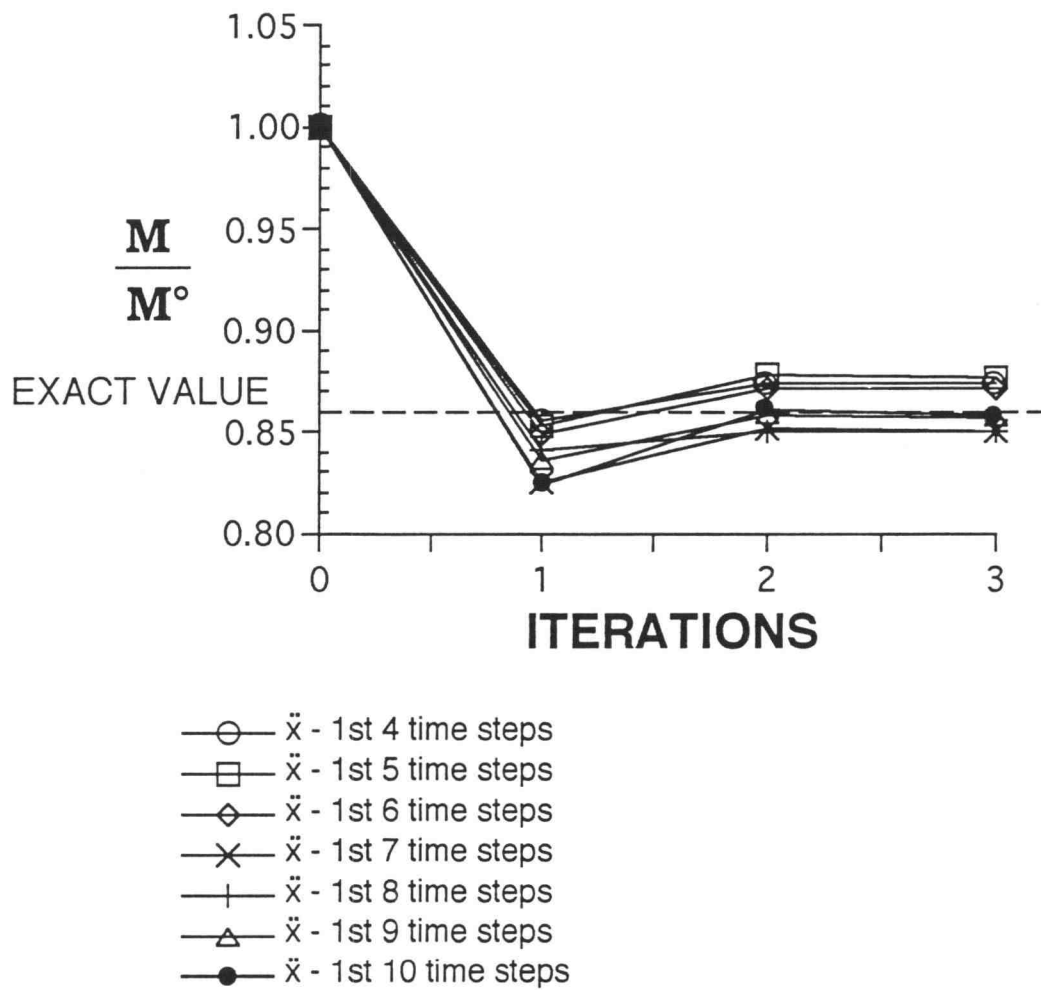 1.05
1.00
0.95
M
M°
0.90
EXACT VALUE
0.85
0.80
0 1 2 3
ITERATIONS
ẍ - 1st 4 time steps
ẍ - 1st 5 time steps
ẍ - 1st 6 time steps
ẍ - 1st 7 time steps
ẍ - 1st 8 time steps
ẍ - 1st 9 time steps
ẍ - 1st 10 time steps